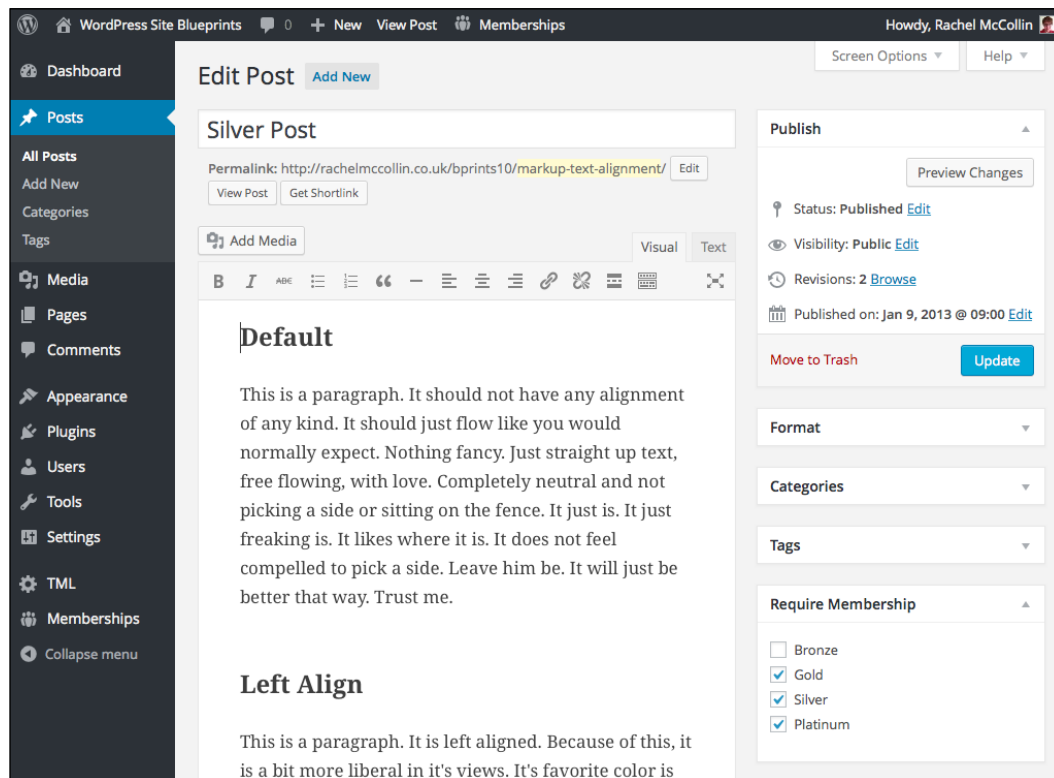 WordPress Site Blueprints 0 New View Post Memberships Howdy, Rachel McCollin
Dashboard
Posts
All Posts
Add New
Categories
Tags
Media
Pages
Comments
Appearance
Plugins
Users
Tools
Settings
TML
Memberships
Collapse menu
Screen Options Help
Edit Post Add New
Silver Post
Permalink: http://rachelmccollin.co.uk/bprints10/markup-text-alignment/ Edit
View Post Get Shortlink
Add Media Visual Text
B I ABC
Default
This is a paragraph. It should not have any alignment
of any kind. It should just flow like you would
normally expect. Nothing fancy. Just straight up text,
free flowing, with love. Completely neutral and not
picking a side or sitting on the fence. It just is. It just
freaking is. It likes where it is. It does not feel
compelled to pick a side. Leave him be. It will just be
better that way. Trust me.
Left Align
This is a paragraph. It is left aligned. Because of this, it
is a bit more liberal in it's views. It's favorite color is
Publish
Preview Changes
Status: Published Edit
Visibility: Public Edit
Revisions: 2 Browse
Published on: Jan 9, 2013 @ 09:00 Edit
Move to Trash Update
Format
Categories
Tags
Require Membership
Bronze
Gold
Silver
Platinum